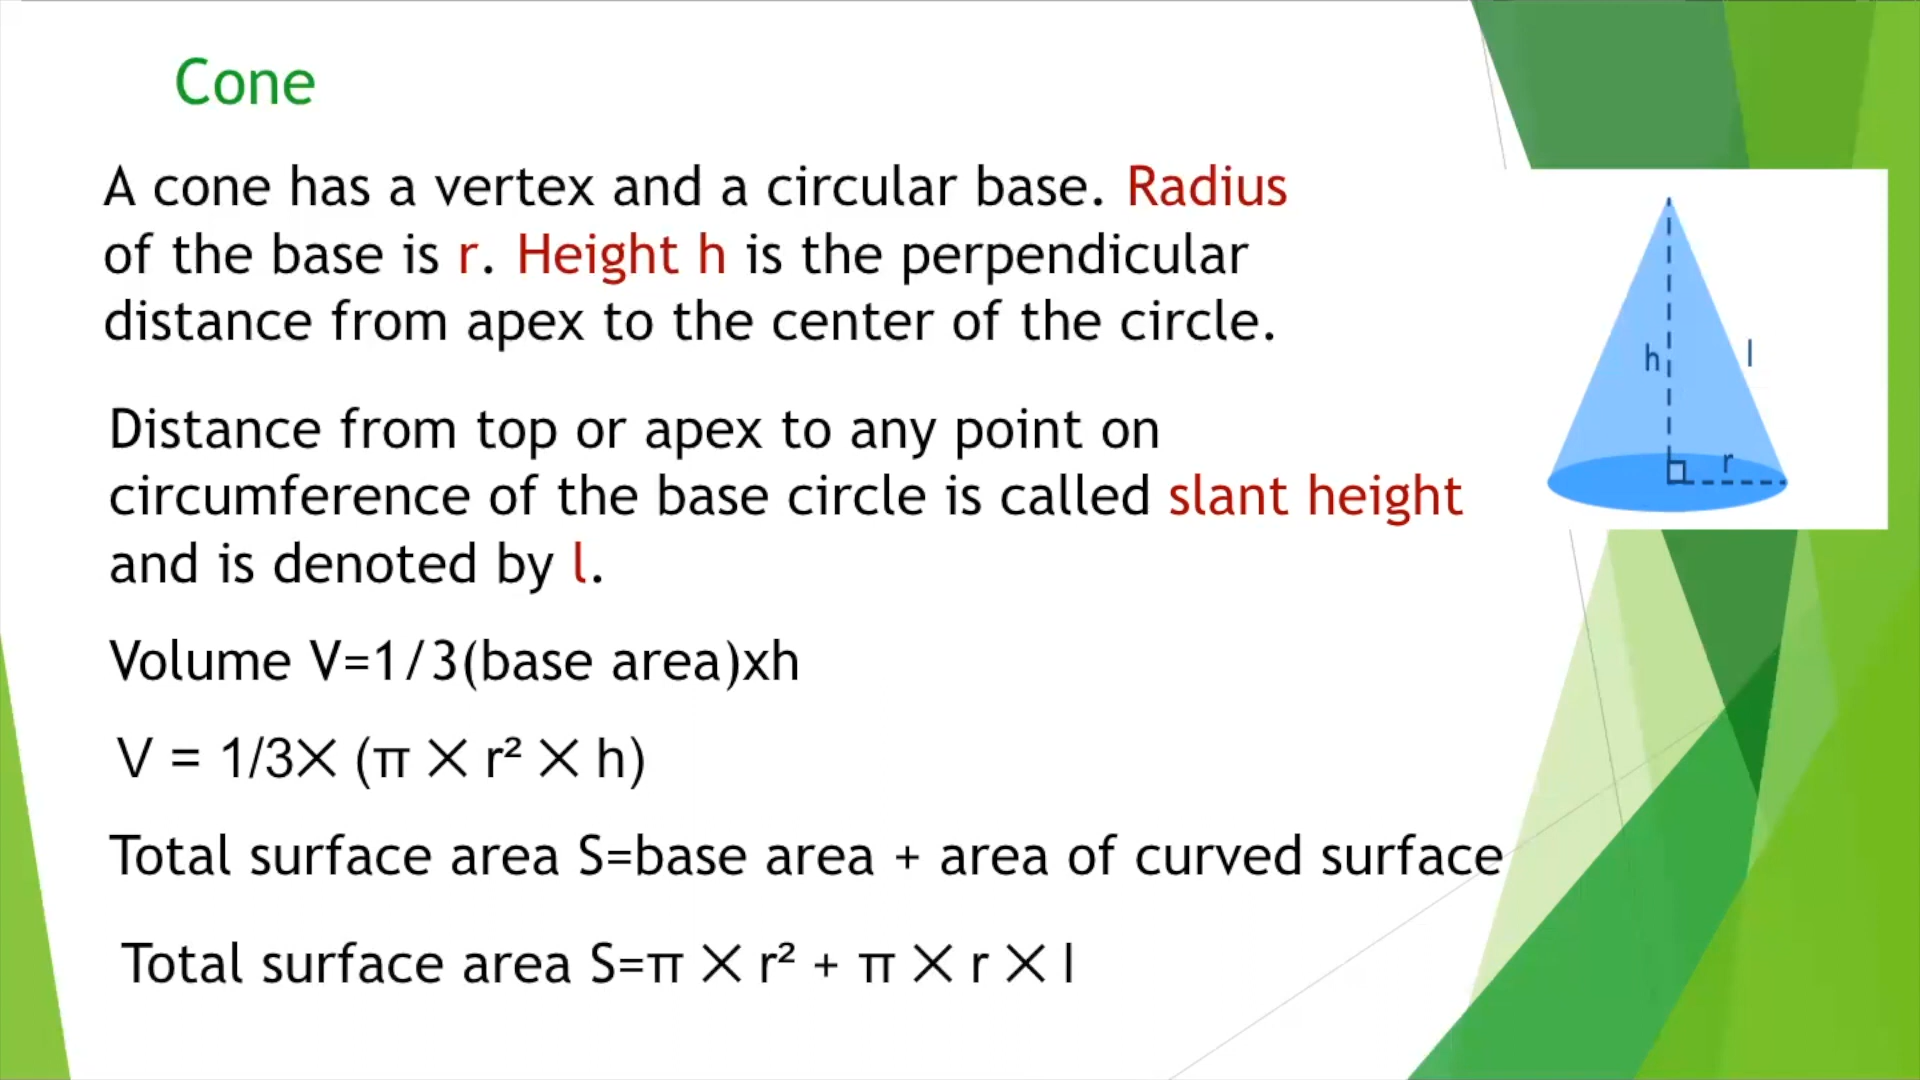 Cone
A cone has a vertex and a circular base. Radius
of the base is r. Height h is the perpendicular
distance from apex to the center of the circle.
Distance from top or apex to any point on
circumference of the base circle is called slant height
and is denoted by l.
Volume V=1/3(base area)xh
V = 1/3✕ (π ✕ r² ✕ h)
Total surface area S=base area + area of curved surface
Total surface area S=π ✕ r² + π ✕ r ✕ l
h
l
r